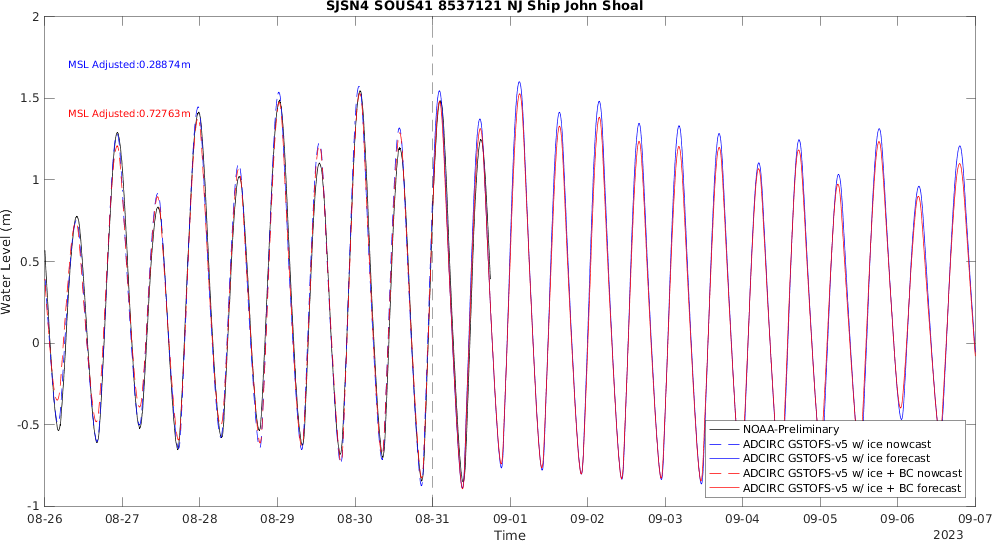 SJSN4 SOUS41 8537121 NJ Ship John Shoal
2
1.5
1
0.5
0
-0.5
-1
Water Level (m)
MSL Adjusted:0.28874m
MSL Adjusted:0.72763m
NOAA-Preliminary
ADCIRC GSTOFS-v5 w/ ice nowcast
ADCIRC GSTOFS-v5 w/ ice forecast
ADCIRC GSTOFS-v5 w/ ice + BC nowcast
ADCIRC GSTOFS-v5 w/ ice + BC forecast
08-26 08-27 08-28 08-29 08-30 08-31 09-01 09-02 09-03 09-04 09-05 09-06 09-07
Time
2023